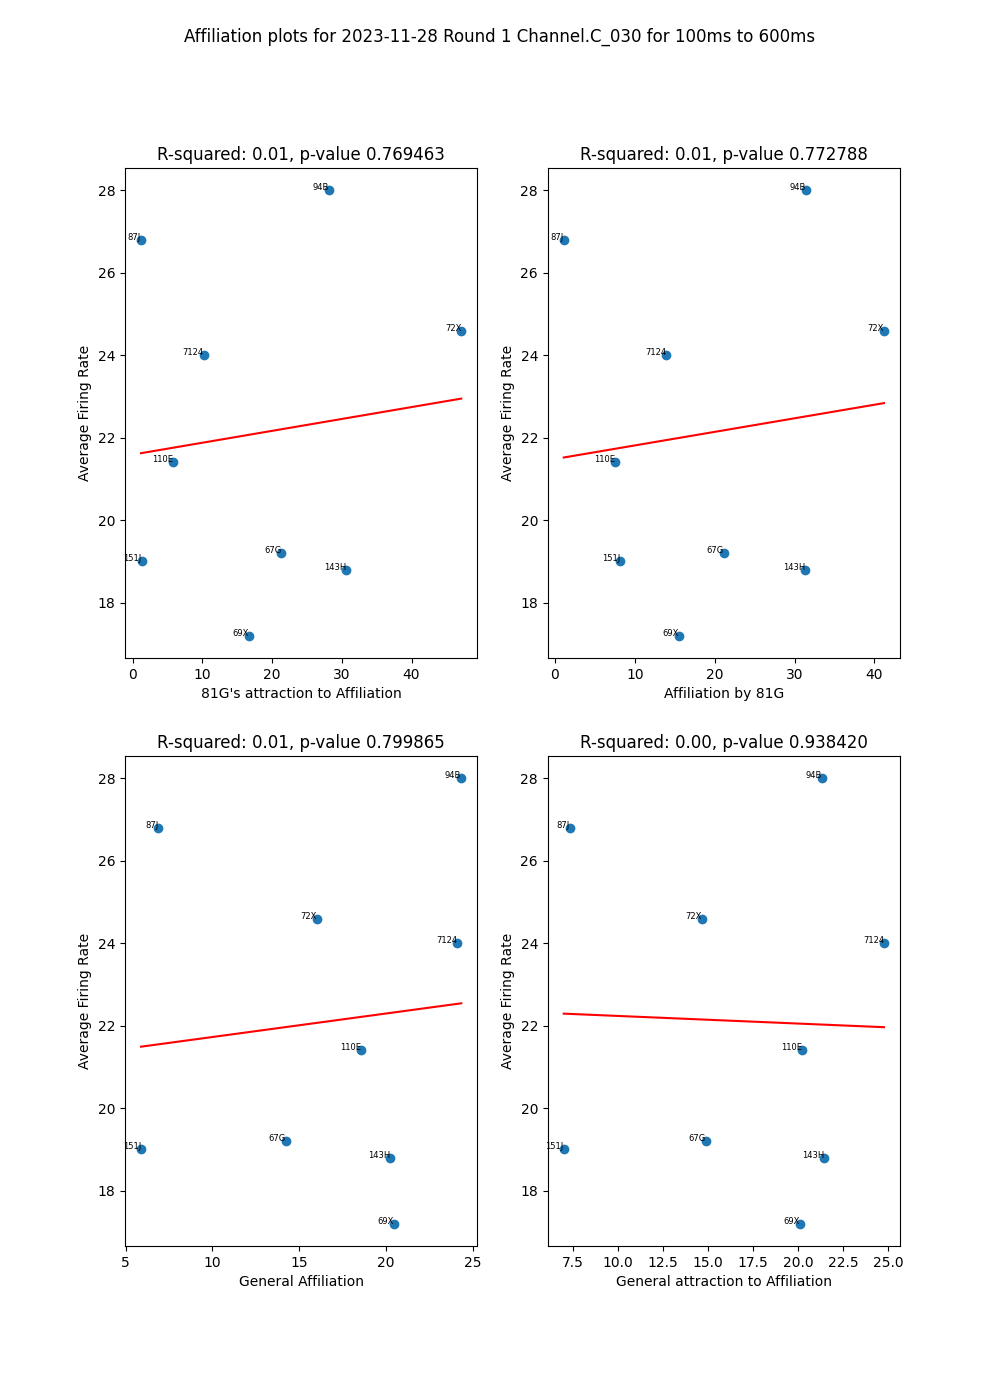 Affiliation plots for 2023-11-28 Round 1 Channel.C_030 for 100ms to 600ms
R-squared: 0.01, p-value 0.769463
28
26
24
22
20
18
Average Firing Rate
94B
87J
72X
7124
110E
151J
67G
143H
69X
0 10 20 30 40
81G's attraction to Affiliation
R-squared: 0.01, p-value 0.772788
28
26
24
22
20
18
Average Firing Rate
94B
87J
72X
7124
110E
151J
67G
143H
69X
0 10 20 30 40
Affiliation by 81G
R-squared: 0.01, p-value 0.799865
28
26
24
22
20
18
Average Firing Rate
94B
87J
72X
7124
110E
151J
67G
143H
69X
5 10 15 20 25
General Affiliation
R-squared: 0.00, p-value 0.938420
28
26
24
22
20
18
Average Firing Rate
94B
87J
72X
7124
110E
151J
67G
143H
69X
7.5 10.0 12.5 15.0 17.5 20.0 22.5 25.0
General attraction to Affiliation